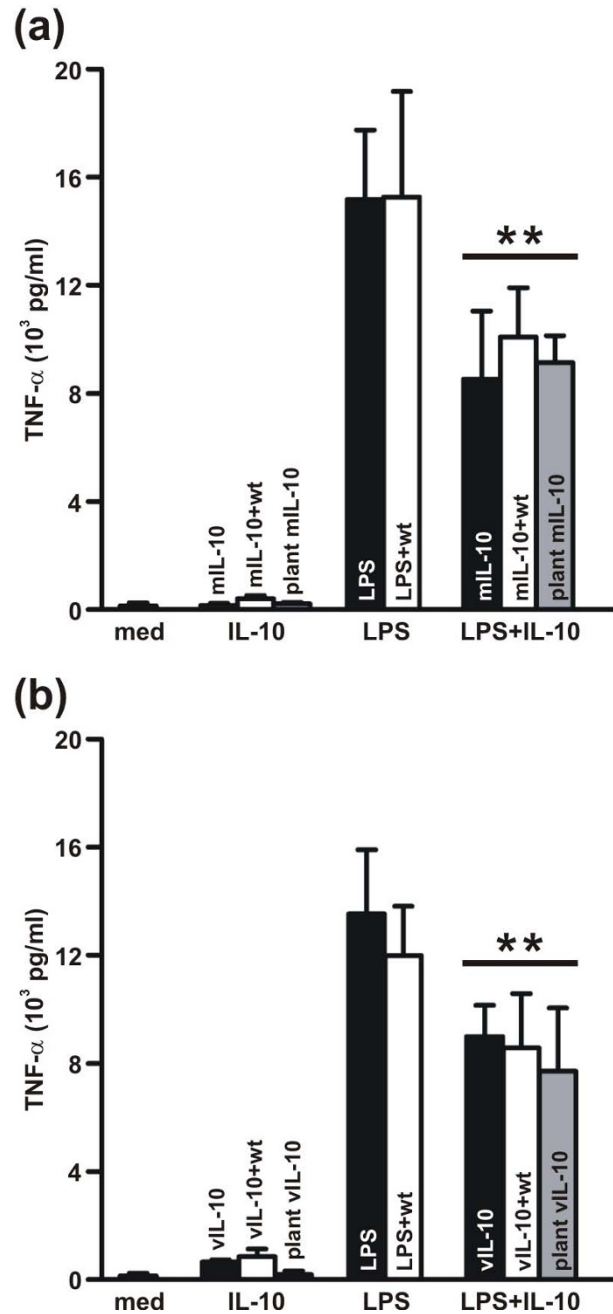 (a)
20
16
12
8
4
0
TNF-α (10³ pg/ml)
mIL-10
mIL-10+wt
plant mIL-10
LPS
LPS+wt
**
mIL-10
mIL-10+wt
plant mIL-10
med IL-10 LPS LPS+IL-10
(b)
20
16
12
8
4
0
TNF-α (10³ pg/ml)
vIL-10
vIL-10+wt
plant vIL-10
LPS
LPS+wt
**
vIL-10
vIL-10+wt
plant vIL-10
med IL-10 LPS LPS+IL-10